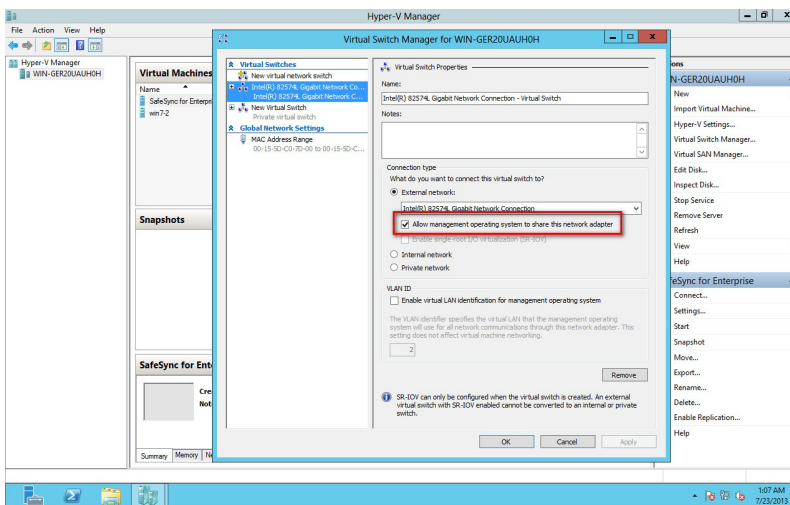 Hyper-V Manager
File Action View Help
Hyper-V Manager
WIN-GER20UAUH0H
Virtual Machines
Name
SafeSync for Enterpr
win7-2
Snapshots
SafeSync for Ent
Cre
Not
Summary Memory Ne
Virtual Switch Manager for WIN-GER20UAUH0H
Virtual Switches
New virtual network switch
Intel(R) 82574L Gigabit Network Co...
Intel(R) 82574L Gigabit Network C...
New Virtual Switch
Private virtual switch
Global Network Settings
MAC Address Range
00-15-5D-C0-7D-00 to 00-15-5D-C...
Virtual Switch Properties
Name:
Intel(R) 82574L Gigabit Network Connection - Virtual Switch
Notes:
Connection type
What do you want to connect this virtual switch to?
External network:
Intel(R) 82574L Gigabit Network Connection
Allow management operating system to share this network adapter
Enable single-root I/O virtualization (SR-IOV)
Internal network
Private network
VLAN ID
Enable virtual LAN identification for management operating system
The VLAN identifier specifies the virtual LAN that the management operating
system will use for all network communications through this network adapter. This
setting does not affect virtual machine networking.
2
Remove
SR-IOV can only be configured when the virtual switch is created. An external
virtual switch with SR-IOV enabled cannot be converted to an internal or private
switch.
OK Cancel Apply
ons
N-GER20UAUH0H
New
Import Virtual Machine...
Hyper-V Settings...
Virtual Switch Manager...
Virtual SAN Manager...
Edit Disk...
Inspect Disk...
Stop Service
Remove Server
Refresh
View
Help
feSync for Enterprise
Connect...
Settings...
Start
Snapshot
Move...
Export...
Rename...
Delete...
Enable Replication...
Help
1:07 AM
7/23/2013